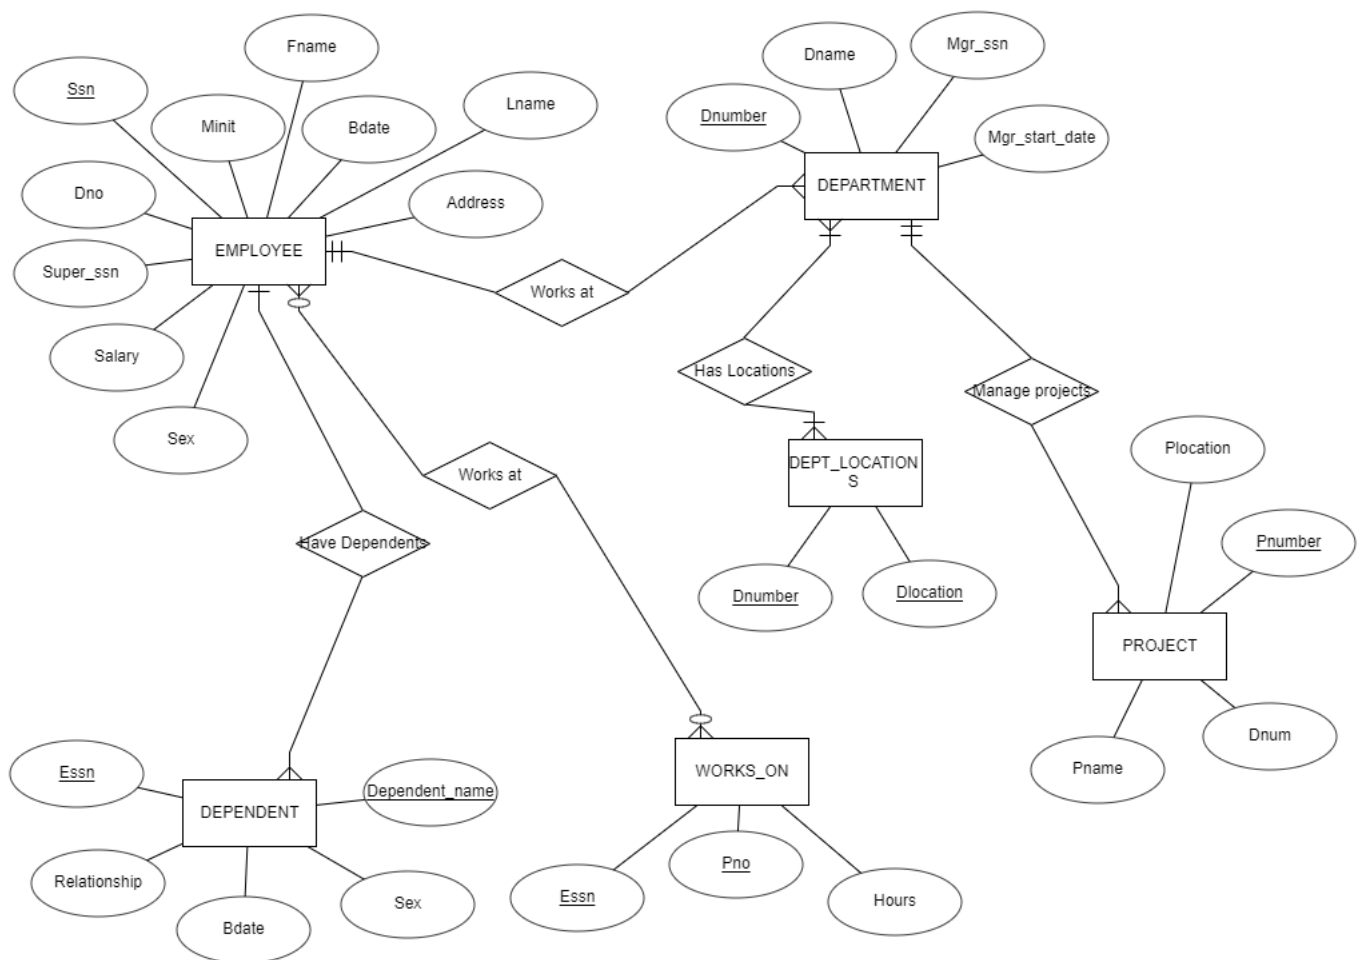 Fname
Ssn
Minit
Bdate
Lname
Dno
Address
EMPLOYEE
Super_ssn
Salary
Sex
Works at
Dname
Mgr_ssn
Dnumber
Mgr_start_date
DEPARTMENT
Has Locations
Manage projects
DEPT_LOCATION
S
Dnumber
Dlocation
Plocation
Pnumber
PROJECT
Pname
Dnum
Works at
Have Dependents
Essn
Dependent_name
DEPENDENT
Relationship
Bdate
Sex
WORKS_ON
Essn
Pno
Hours